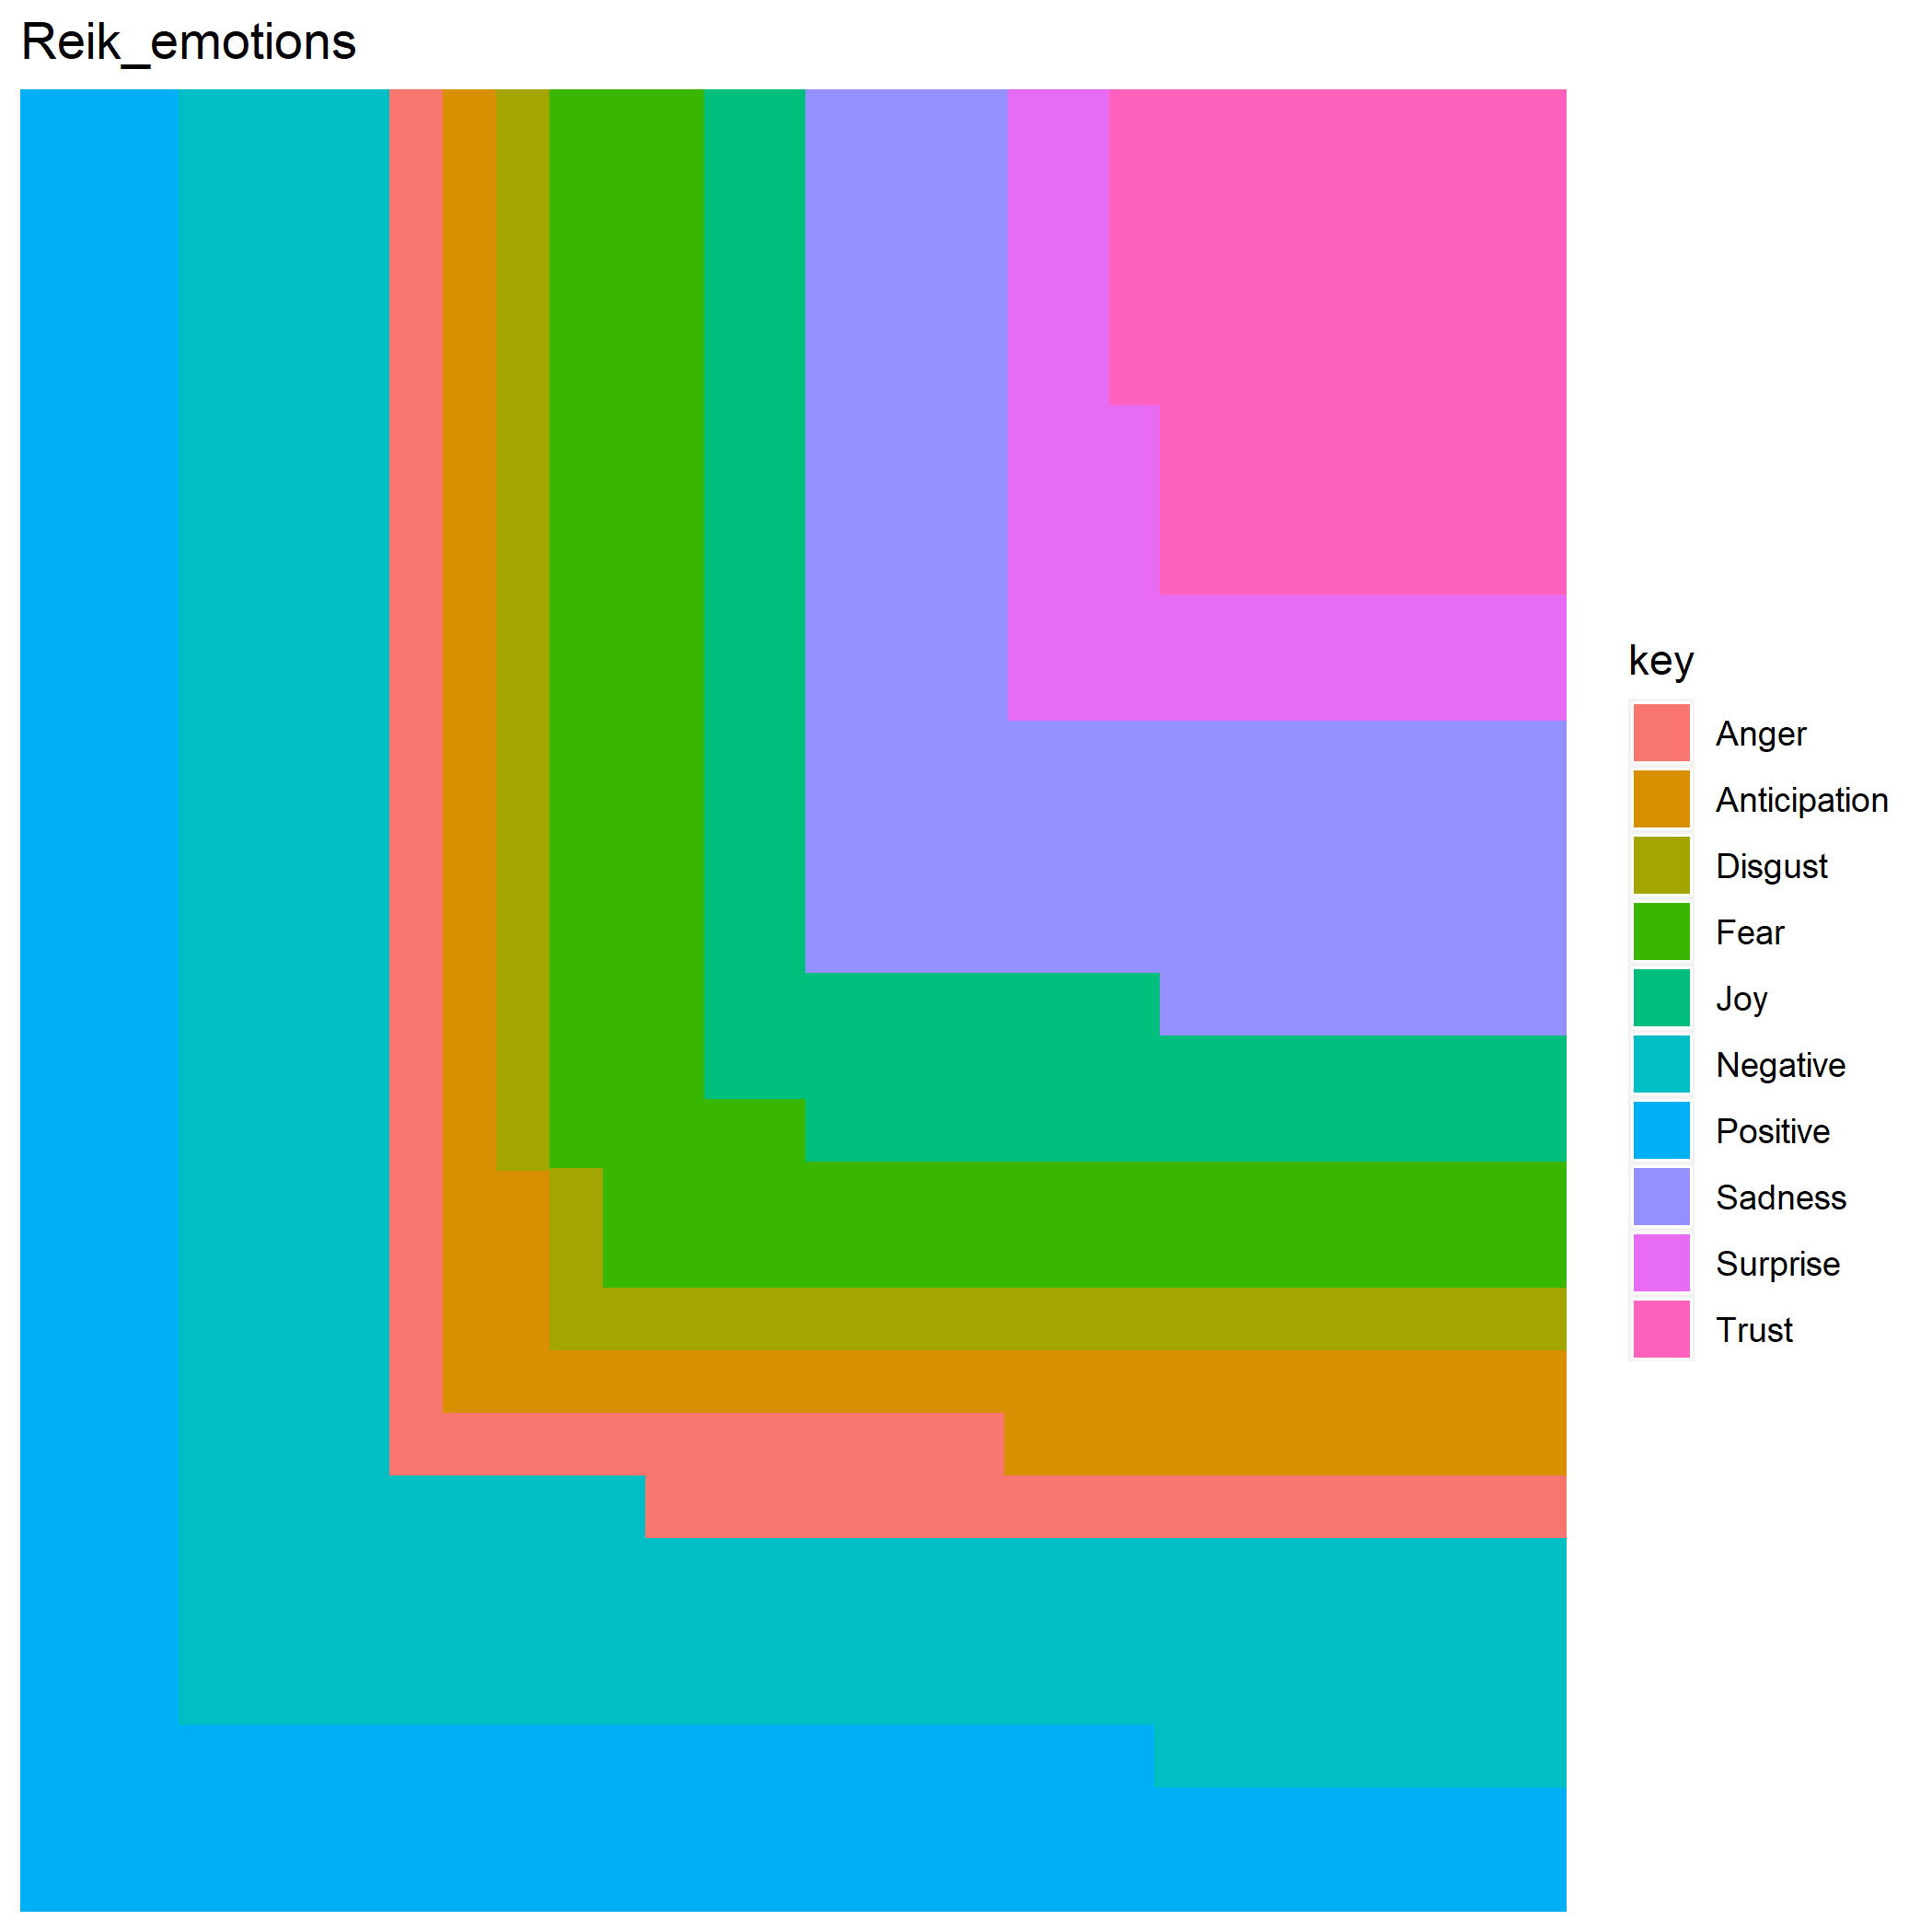 Reik_emotions
key
Anger
Anticipation
Disgust
Fear
Joy
Negative
Positive
Sadness
Surprise
Trust